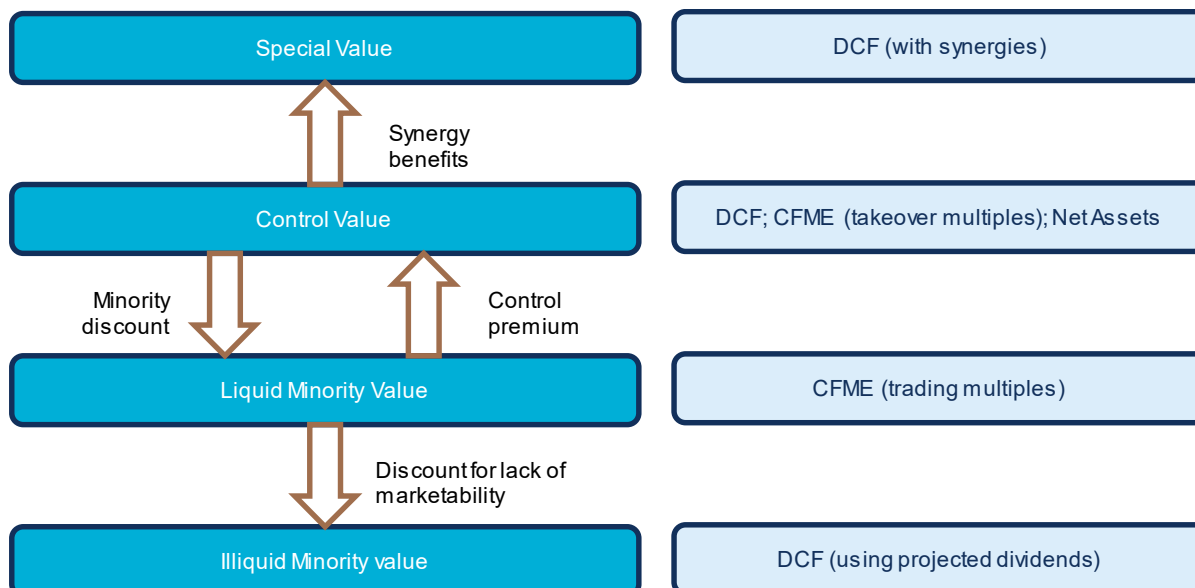 Special Value
DCF (with synergies)
Synergy
benefits
Control Value
DCF; CFME (takeover multiples); Net Assets
Minority
discount
Control
premium
Liquid Minority Value
CFME (trading multiples)
Discount for lack of
marketability
Illiquid Minority value
DCF (using projected dividends)